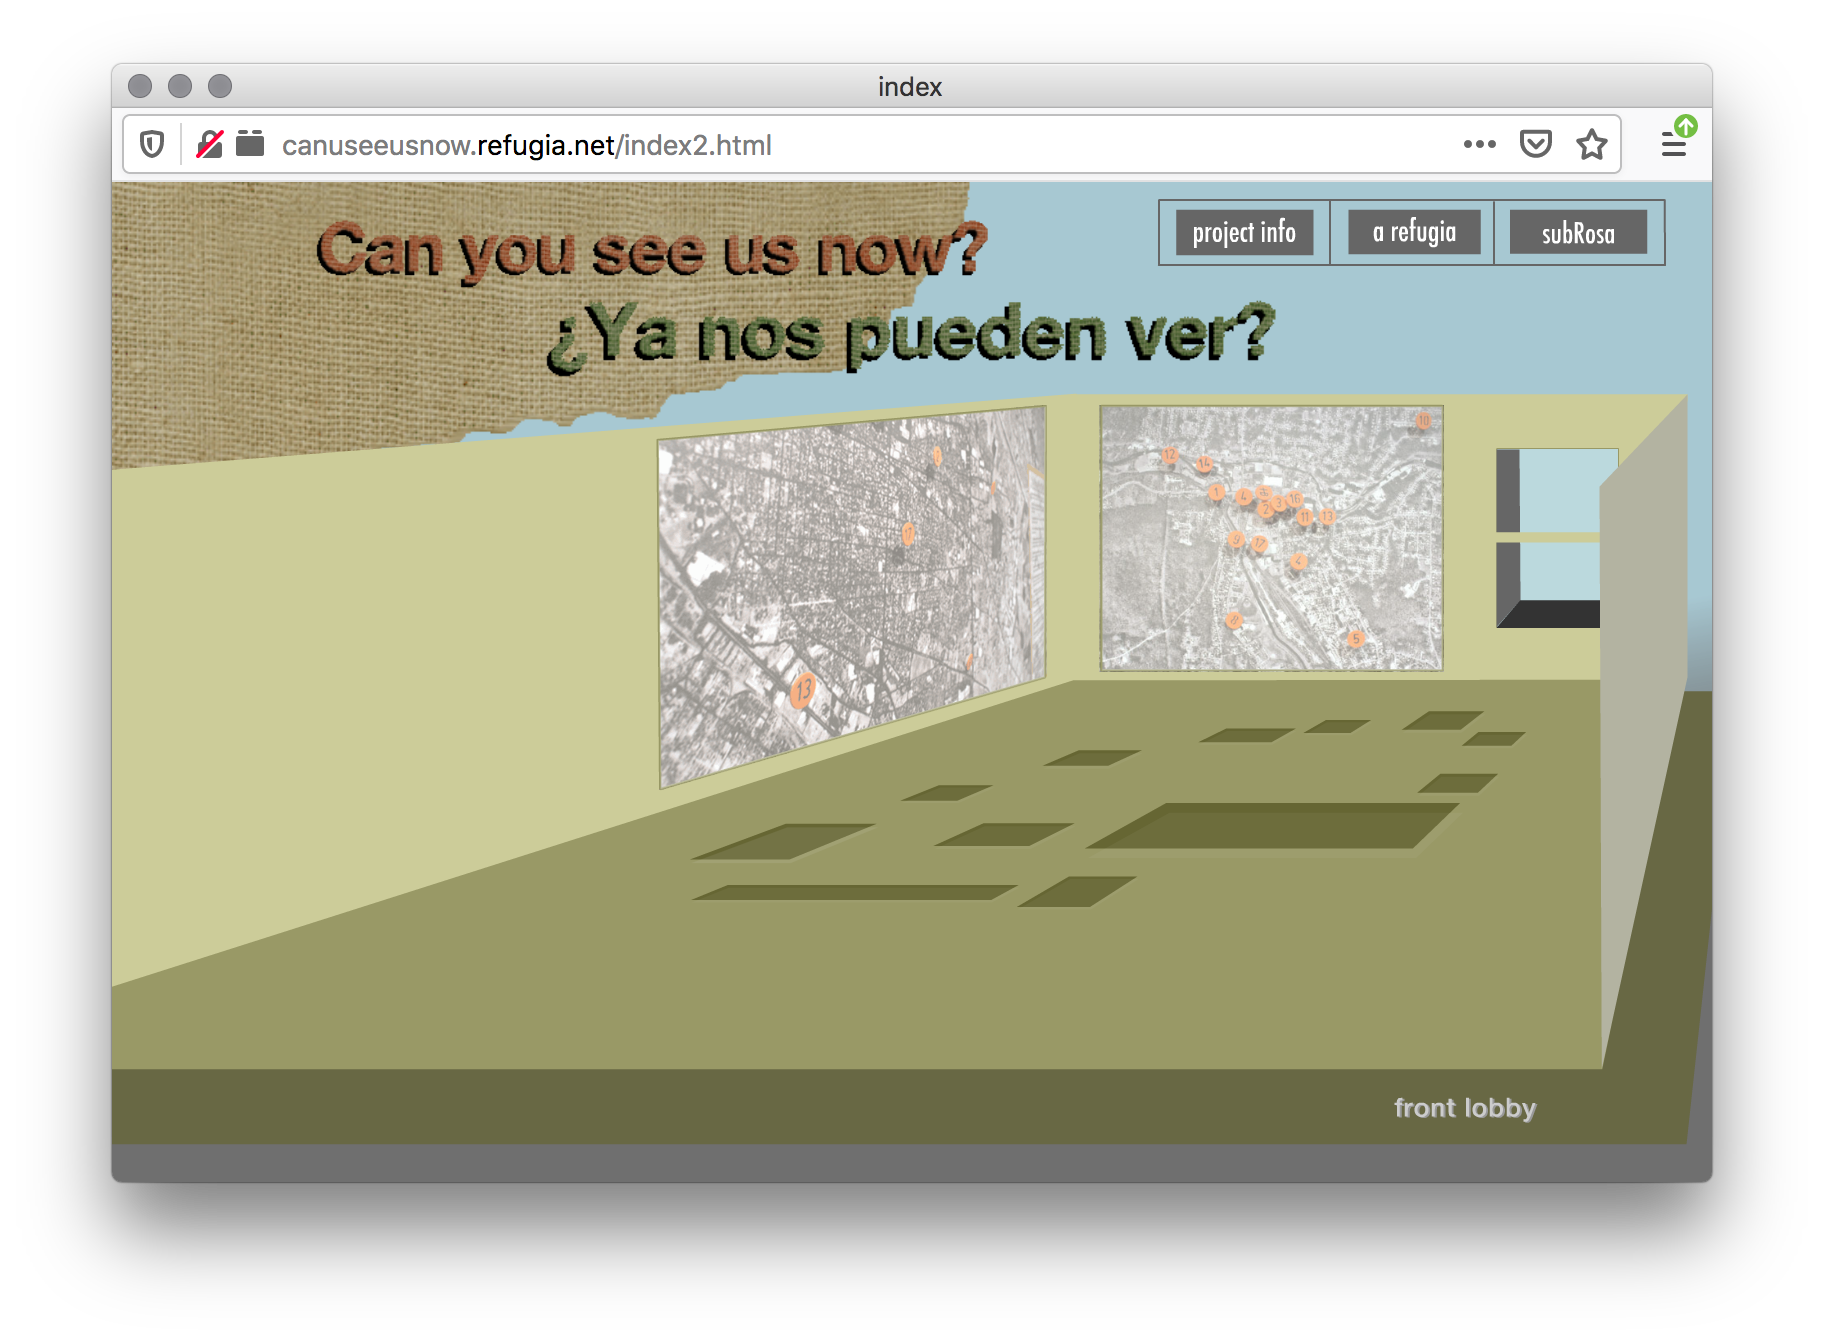 index
canuseeusnow.refugia.net/index2.html
project info
a refugia
subRosa
Can you see us now?
¿Ya nos pueden ver?
10
12
14
1
4
3
16
2
11
13
9
17
13
5
front lobby